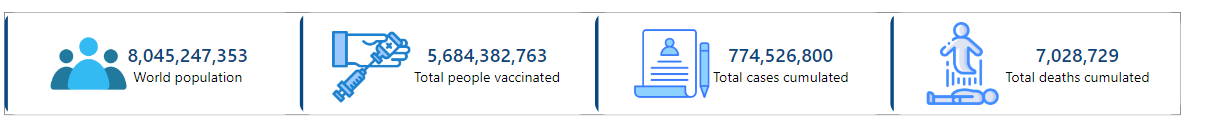 8,045,247,353
World population
5,684,382,763
Total people vaccinated
774,526,800
Total cases cumulated
7,028,729
Total deaths cumulated